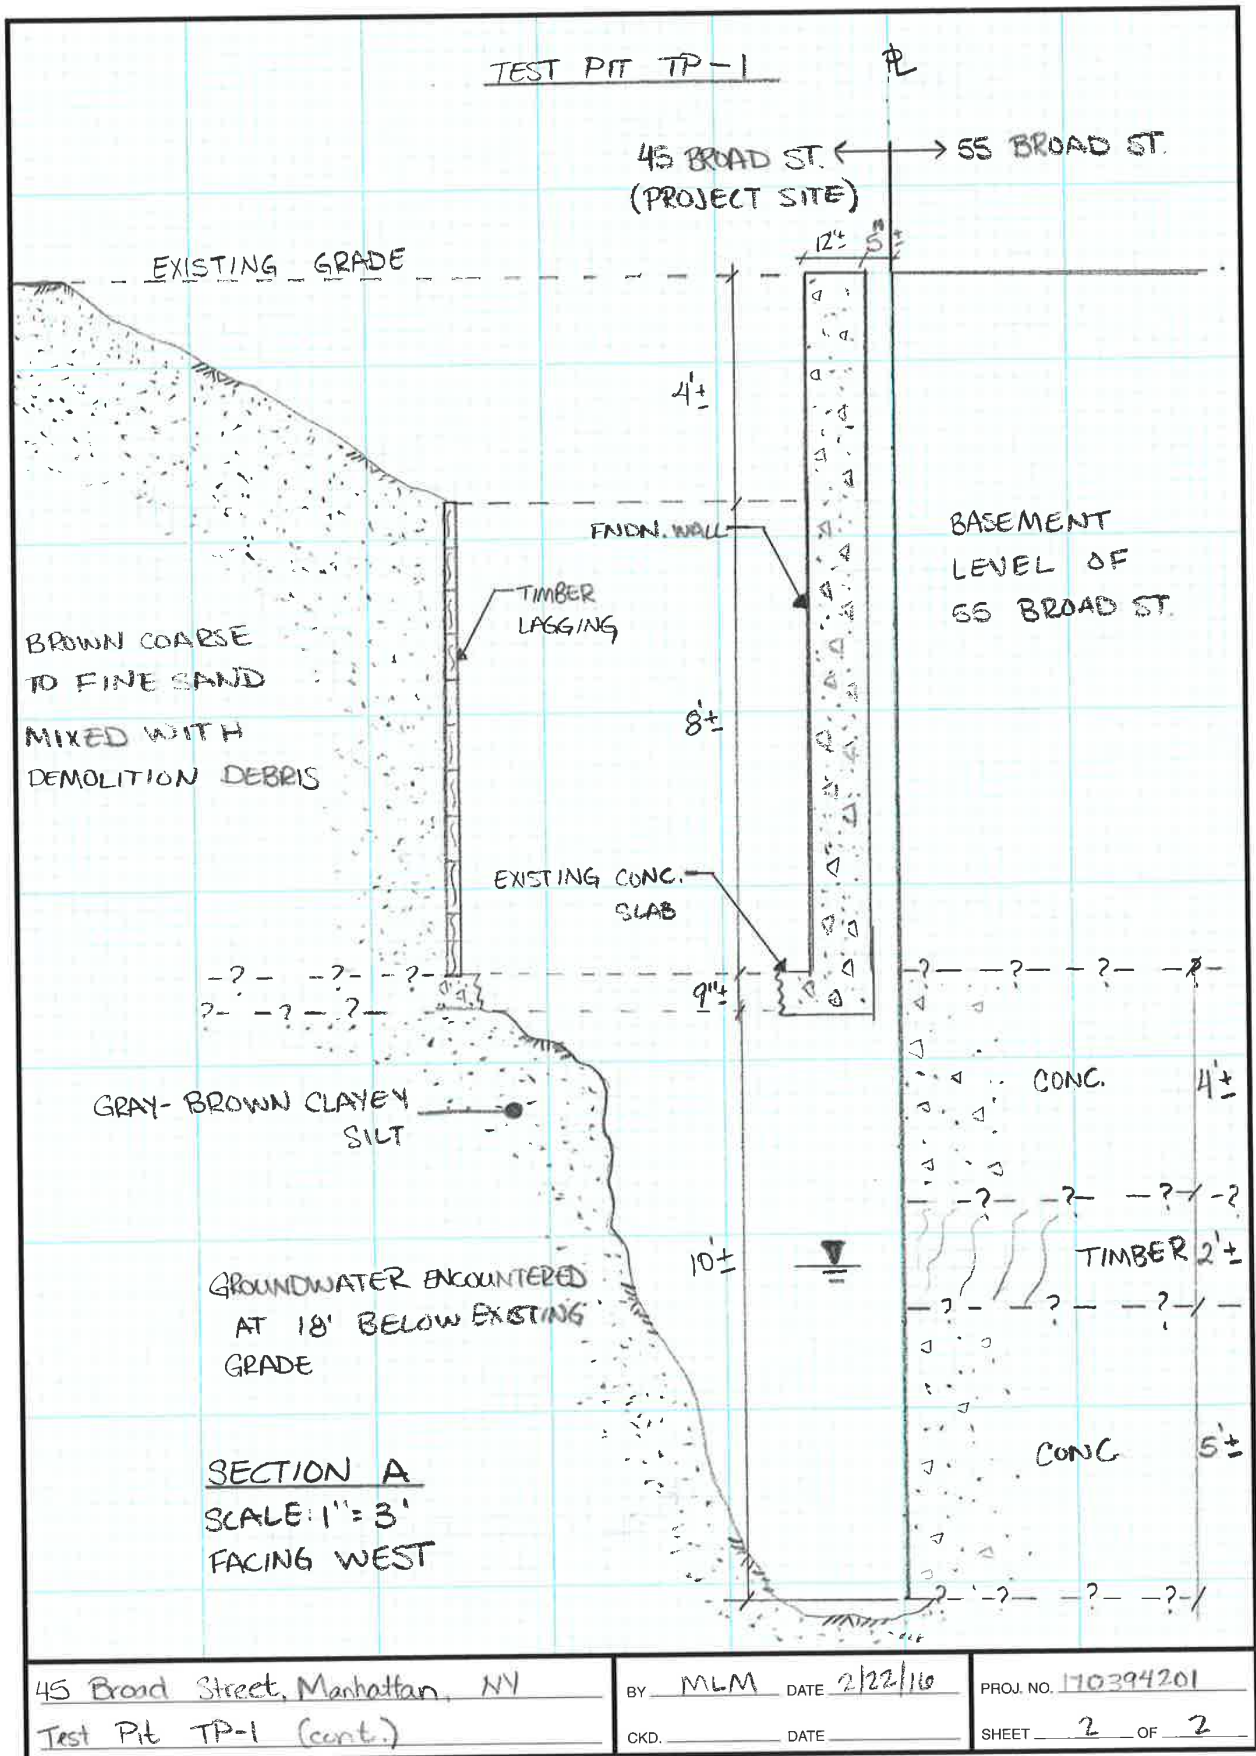 TEST PIT TP-1
PL
45 BROAD ST. ↔ 55 BROAD ST.
(PROJECT SITE)
12"±
EXISTING GRADE
4'±
FNDN. WALL
BASEMENT
LEVEL OF
55 BROAD ST.
TIMBER
LAGGING
BROWN COARSE
TO FINE SAND
MIXED WITH
DEMOLITION DEBRIS
8'±
EXISTING CONC.
SLAB
-?- -?- -?-
?- -?- ?-
9"±
-?- -?- -?-
CONC.
4'±
GRAY-BROWN CLAYEY
SILT
-?- -?- -?- -?
10'±
TIMBER 2'±
GROUNDWATER ENCOUNTERED
AT 18' BELOW EXISTING
GRADE
-?- -?- -?-
CONC
5'±
SECTION A
SCALE: 1"=3'
FACING WEST
-?- -?- -?- -?-
45 Broad Street, Manhattan, NY
Test Pit TP-1 (cont.)
BY MLM DATE 2/22/16
CKD. DATE
PROJ. NO. 170394201
SHEET 2 OF 2